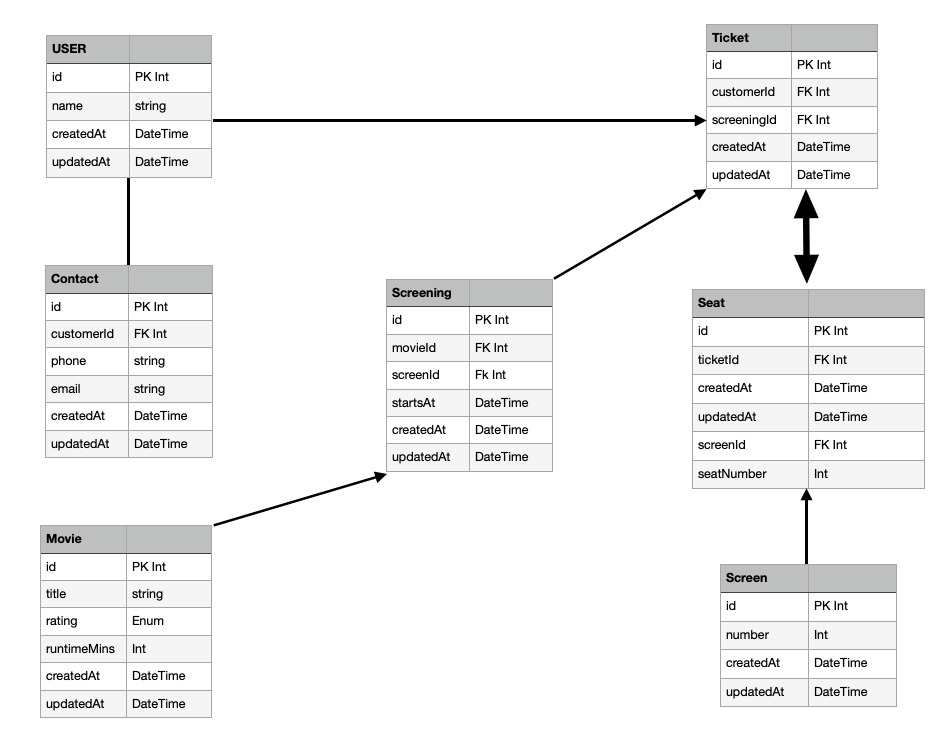 USER
id PK Int
name string
createdAt DateTime
updatedAt DateTime
Ticket
id PK Int
customerId FK Int
screeningId FK Int
createdAt DateTime
updatedAt DateTime
Contact
id PK Int
customerId FK Int
phone string
email string
createdAt DateTime
updatedAt DateTime
Screening
id PK Int
movieId FK Int
screenId Fk Int
startsAt DateTime
createdAt DateTime
updatedAt DateTime
Seat
id PK Int
ticketId FK Int
createdAt DateTime
updatedAt DateTime
screenId FK Int
seatNumber Int
Movie
id PK Int
title string
rating Enum
runtimeMins Int
createdAt DateTime
updatedAt DateTime
Screen
id PK Int
number Int
createdAt DateTime
updatedAt DateTime